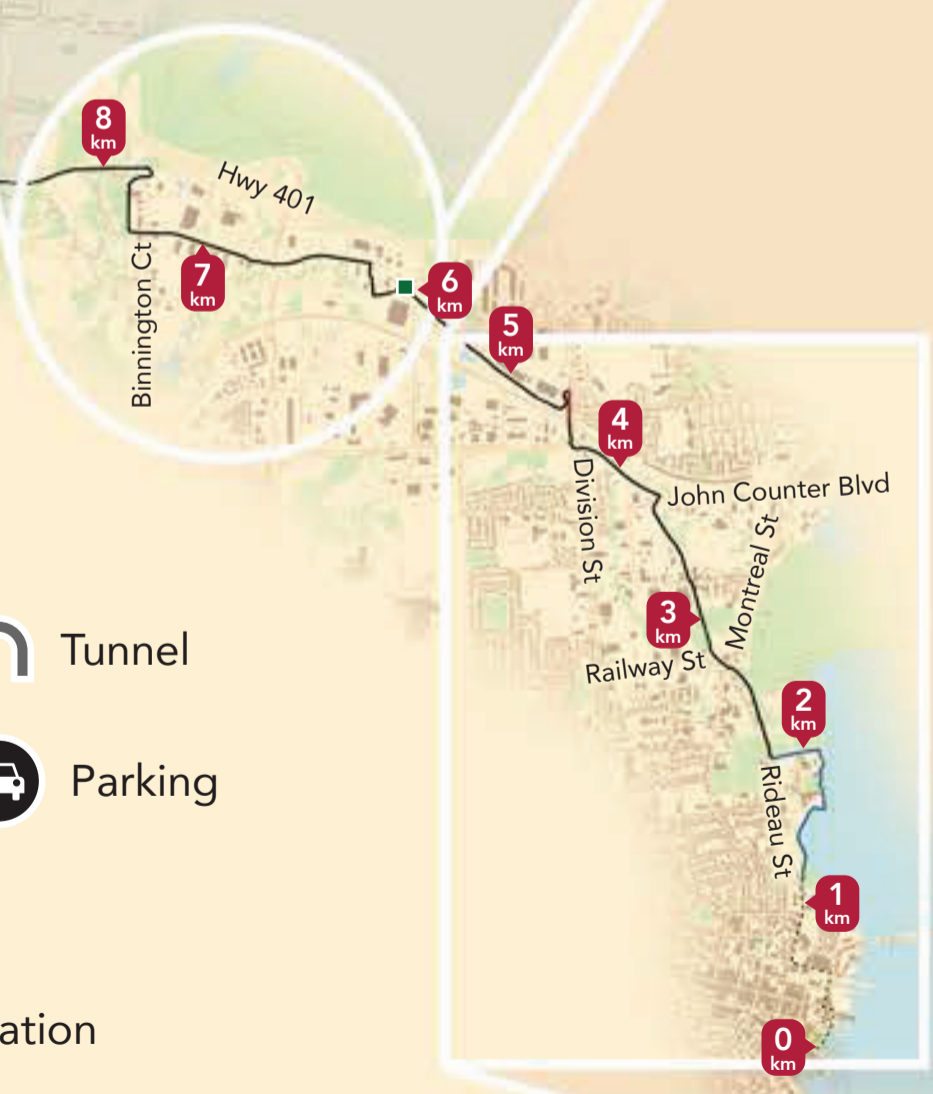 8
km
Hwy 401
Binnington Ct
7
km
6
km
5
km
4
km
John Counter Blvd
Division St
Montreal St
3
km
Railway St
Tunnel
2
km
Rideau St
Parking
1
km
ation
0
km